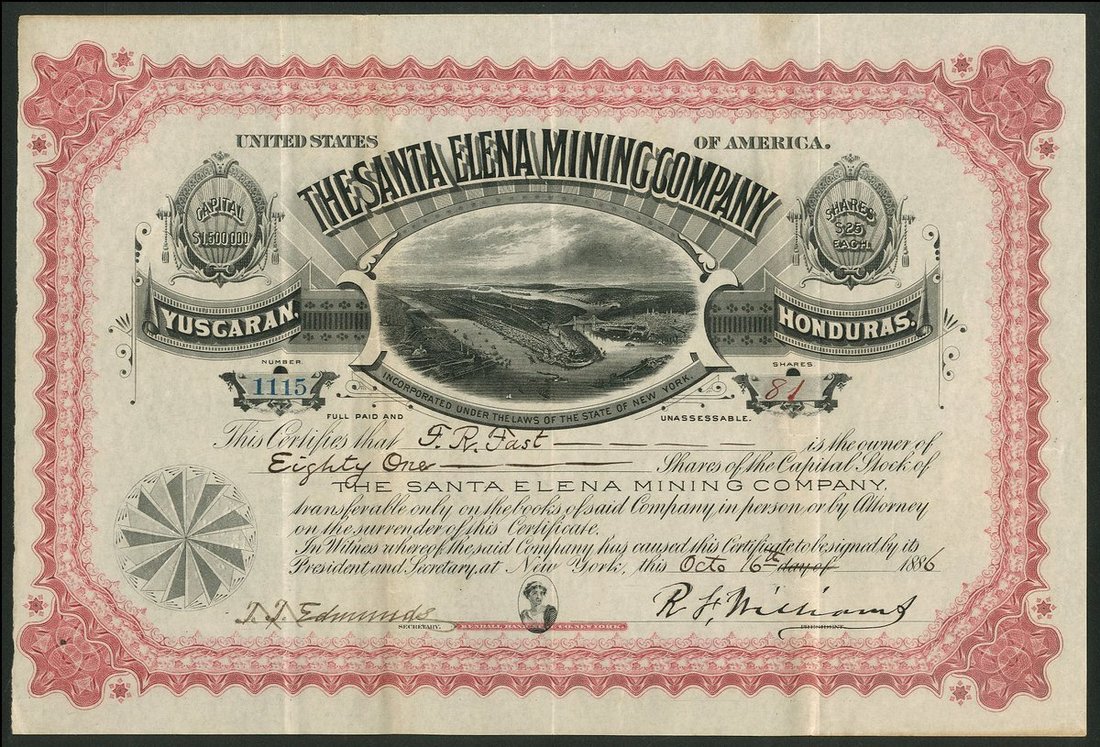 UNITED STATES OF AMERICA.
THE SANTA ELENA MINING COMPANY
CAPITAL
$1,500,000
SHARES
$25
EACH.
YUSCARAN,
HONDURAS.
INCORPORATED UNDER THE LAWS OF THE STATE OF NEW YORK.
NUMBER
1115
SHARES
81
FULL PAID AND UNASSESSABLE.
This Certifies that F. R. Fast is the owner of
Eighty One Shares of the Capital Stock of
THE SANTA ELENA MINING COMPANY,
transferable only on the books of said Company, in person, or by Attorney
on the surrender of this Certificate.
In Witness whereof, the said Company has caused this Certificate to be signed by its
President and Secretary, at New York, this Octo 16th day of 1886
Edmunds
SECRETARY.
Williams
PRESIDENT.
NEW YORK.